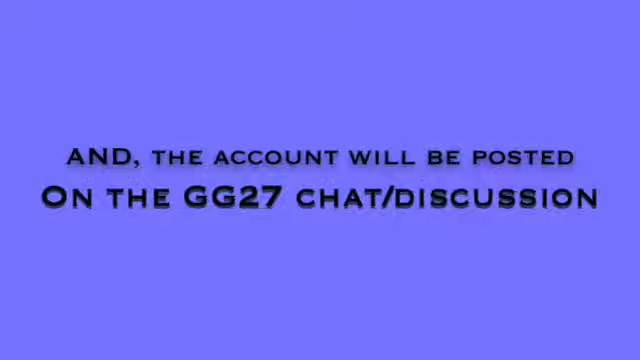 AND, THE ACCOUNT WILL BE POSTED
ON THE GG27 CHAT/DISCUSSION